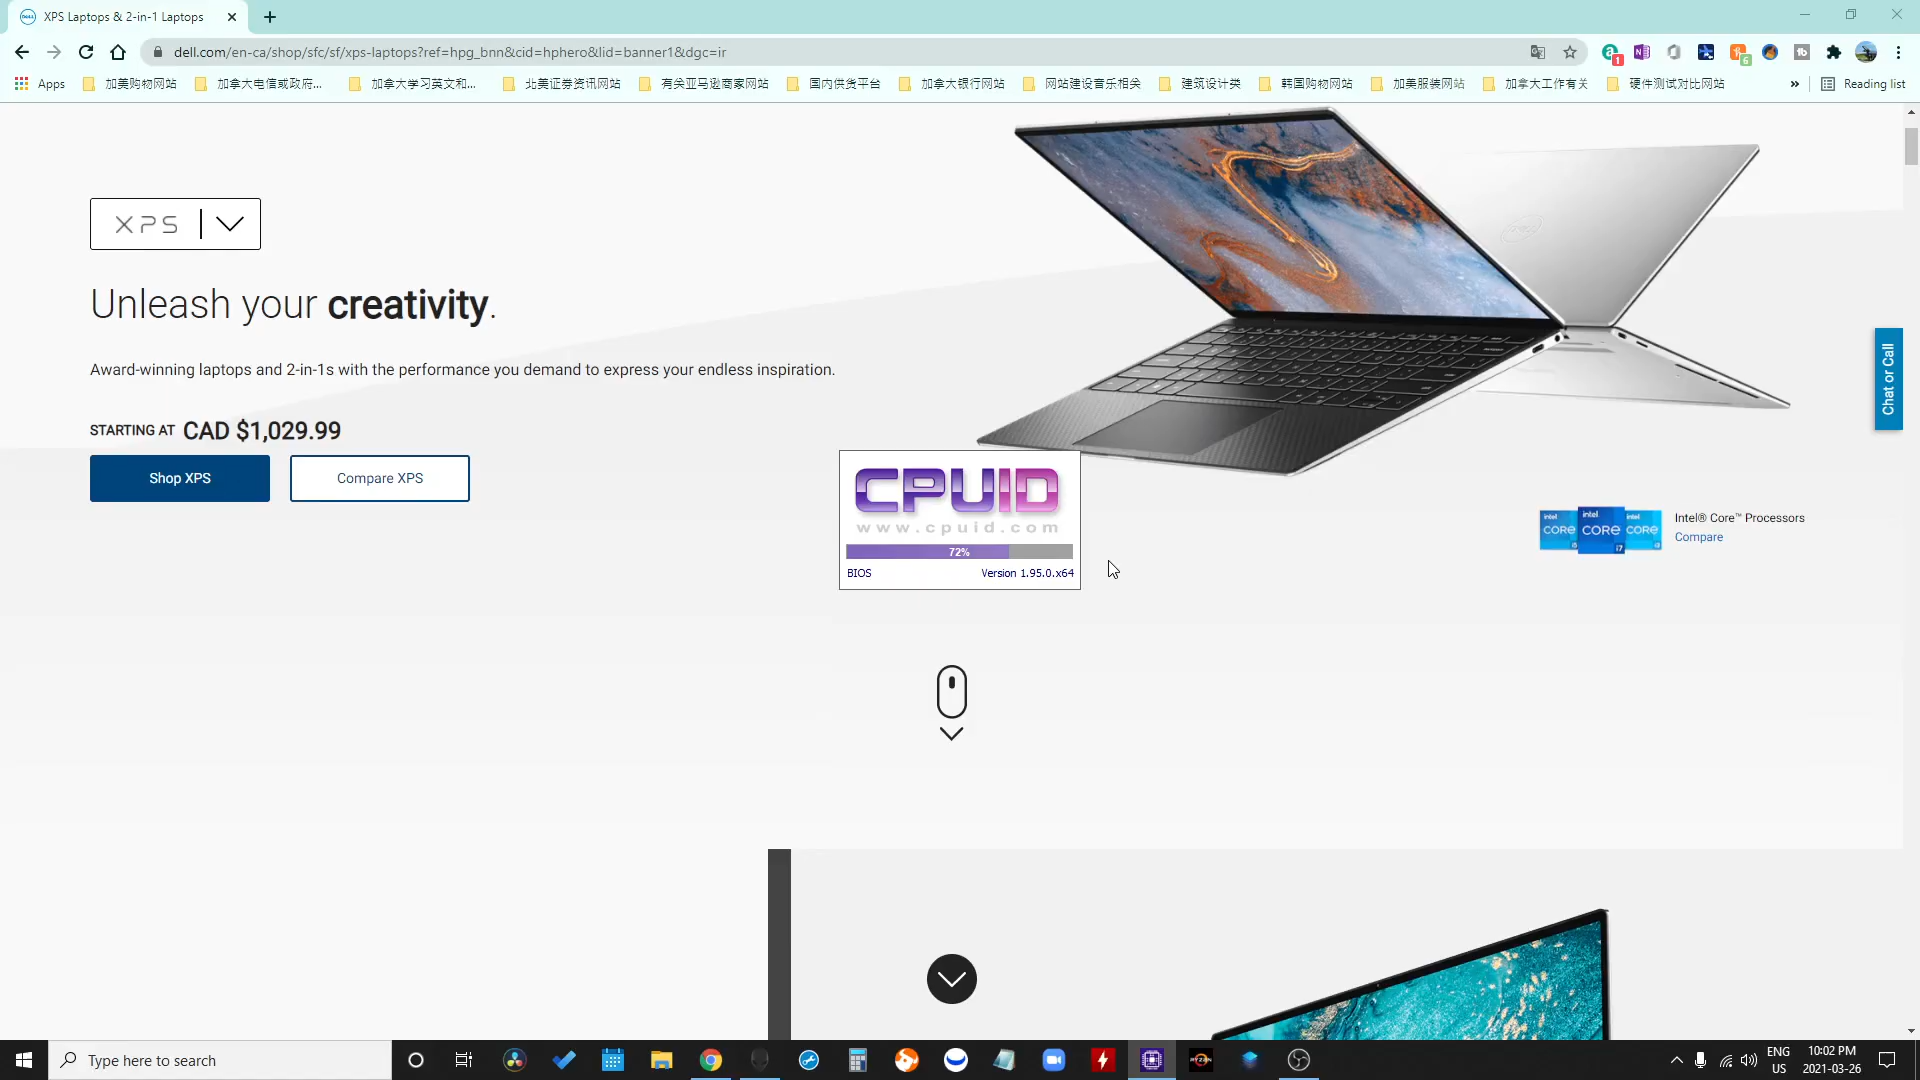 XPS Laptops & 2-in-1 Laptops
dell.com/en-ca/shop/sfc/sf/xps-laptops?ref=hpg_bnn&cid=hphero&lid=banner1&dgc=ir
1
6
Apps
加美购物网站
加拿大电信或政府...
加拿大学习英文和...
北美证券资讯网站
有关亚马逊商家网站
国内供货平台
加拿大银行网站
网站建设音乐相关
建筑设计类
韩国购物网站
加美服装网站
加拿大工作有关
硬件测试对比网站
»
Reading list
XPS
Unleash your creativity.
Award-winning laptops and 2-in-1s with the performance you demand to express your endless inspiration.
STARTING AT CAD $1,029.99
Shop XPS
Compare XPS
Chat or Call
CPUID
www.cpuid.com
72%
BIOS
Version 1.95.0.x64
intel CORE
intel CORE i7
intel CORE
Intel® Core™ Processors
Compare
Type here to search
RYZEN
ENG
US
10:02 PM
2021-03-26